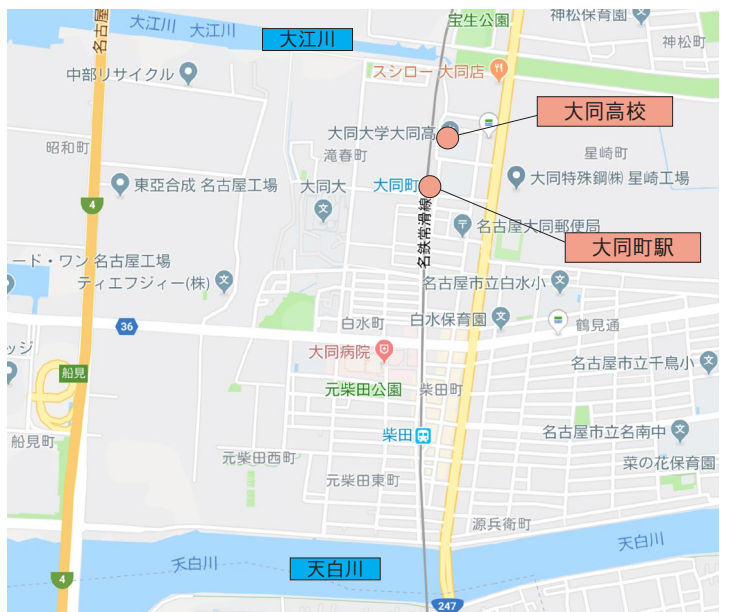 宝生公園
神松保育園
大江川
大江川
名古屋
大江川
神松町
中部リサイクル
スシロー 大同店
大同高校
大同大学大同高
昭和町
滝春町
星崎町
東亞合成 名古屋工場
大同大
大同町
大同特殊鋼㈱ 星崎工場
4
名鉄常滑線
名古屋大同郵便局
大同町駅
ード・ワン 名古屋工場
ティエフジィー(株)
名古屋市立白水小
36
白水町
白水保育園
鶴見通
ッジ
大同病院
名古屋市立千鳥小
船見
元柴田公園
柴田町
船見町
柴田
名古屋市立名南中
元柴田西町
菜の花保育園
元柴田東町
源兵衛町
天白川
天白川
天白川
4
247